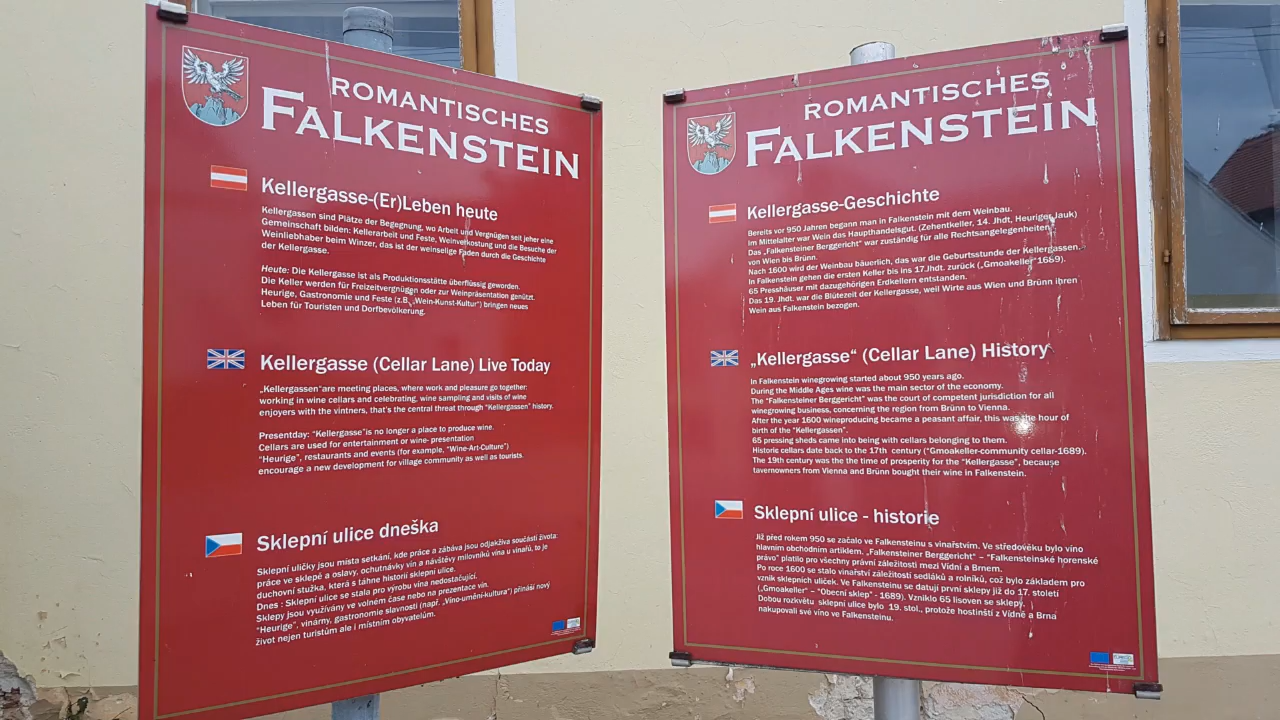 ROMANTISCHES
FALKENSTEIN
Kellergasse-(Er)Leben heute
Kellergassen sind Plätze der Begegnung, wo Arbeit und Vergnügen seit jeher eine
Gemeinschaft bilden: Kellerarbeit und Feste, Weinverkostung und die Besuche der
Weinliebhaber beim Winzer, das ist der weinselige Faden durch die Geschichte
der Kellergasse.
Heute: Die Kellergasse ist als Produktionsstätte überflüssig geworden.
Die Keller werden für Freizeitvergnügen oder zur Weinpräsentation genützt.
Heurige, Gastronomie und Feste (z.B. „Wein-Kunst-Kultur“) bringen neues
Leben für Touristen und Dorfbevölkerung.
Kellergasse (Cellar Lane) Live Today
„Kellergassen“are meeting places, where work and pleasure go together:
working in wine cellars and celebrating, wine sampling and visits of wine
enjoyers with the vintners, that's the central threat through “Kellergassen” history.
Presentday: “Kellergasse”is no longer a place to produce wine.
Cellars are used for entertainment or wine- presentation
“Heurige”, restaurants and events (for example, “Wine-Art-Culture”)
encourage a new development for village community as well as tourists.
Sklepní ulice dneška
Sklepní uličky jsou místa setkání, kde práce a zábava jsou odjakživa součástí života:
práce ve sklepě a oslavy, ochutnávky vín a návštěvy milovníků vína u vinařů, to je
duchovní stužka, která s táhne historií sklepní ulice.
Dnes : Sklepní ulice se stala pro výrobu vína nedostačující.
Sklepy jsou využívány ve volném čase nebo na prezentace vín.
“Heurige”, vinárny, gastronomie slavnosti (např. „Víno-umění-kultura“) přináší nový
život nejen turistům ale i místním obyvatelům.
ROMANTISCHES
FALKENSTEIN
Kellergasse-Geschichte
Bereits vor 950 Jahren begann man in Falkenstein mit dem Weinbau.
Im Mittelalter war Wein das Haupthandelsgut. (Zehentkeller, 14. Jhdt, Heuriger Jauk)
Das „Falkensteiner Berggericht“ war zuständig für alle Rechtsangelegenheiten
von Wien bis Brünn.
Nach 1600 wird der Weinbau bäuerlich, das war die Geburtsstunde der Kellergassen.
In Falkenstein gehen die ersten Keller bis ins 17.Jhdt. zurück („Gmoakeller“1689).
65 Presshäuser mit dazugehörigen Erdkellern entstanden.
Das 19. Jhdt. war die Blütezeit der Kellergasse, weil Wirte aus Wien und Brünn ihren
Wein aus Falkenstein bezogen.
„Kellergasse“ (Cellar Lane) History
In Falkenstein winegrowing started about 950 years ago.
During the Middle Ages wine was the main sector of the economy.
The “Falkensteiner Berggericht” was the court of competent jurisdiction for all
winegrowing business, concerning the region from Brünn to Vienna.
After the year 1600 wineproducing became a peasant affair, this was the hour of
birth of the “Kellergassen”.
65 pressing sheds came into being with cellars belonging to them.
Historic cellars date back to the 17th century (“Gmoakeller-community cellar-1689).
The 19th century was the the time of prosperity for the “Kellergasse”, because
tavernowners from Vienna and Brünn bought their wine in Falkenstein.
Sklepní ulice - historie
Již před rokem 950 se začalo ve Falkensteinu s vinařstvím. Ve středověku bylo víno
hlavním obchodním artiklem. „Falkensteiner Berggericht“ – “Falkensteinské horenské
právo” platilo pro všechny právní záležitosti mezi Vídní a Brnem.
Po roce 1600 se stalo vinařství záležitostí sedláků a rolníků, což bylo základem pro
vznik sklepních uliček. Ve Falkensteinu se datují první sklepy již do 17. století
(„Gmoakeller“ – “Obecní sklep” - 1689). Vzniklo 65 lisoven se sklepy.
Dobou rozkvětu sklepní ulice bylo 19. stol., protože hostinští z Vídně a Brna
nakupovali své víno ve Falkensteinu.